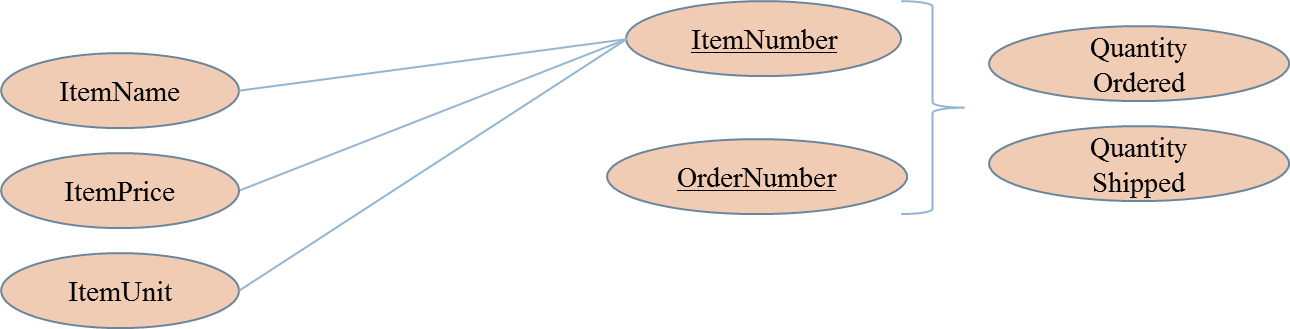 ItemName
ItemPrice
ItemUnit
ItemNumber
OrderNumber
Quantity
Ordered
Quantity
Shipped